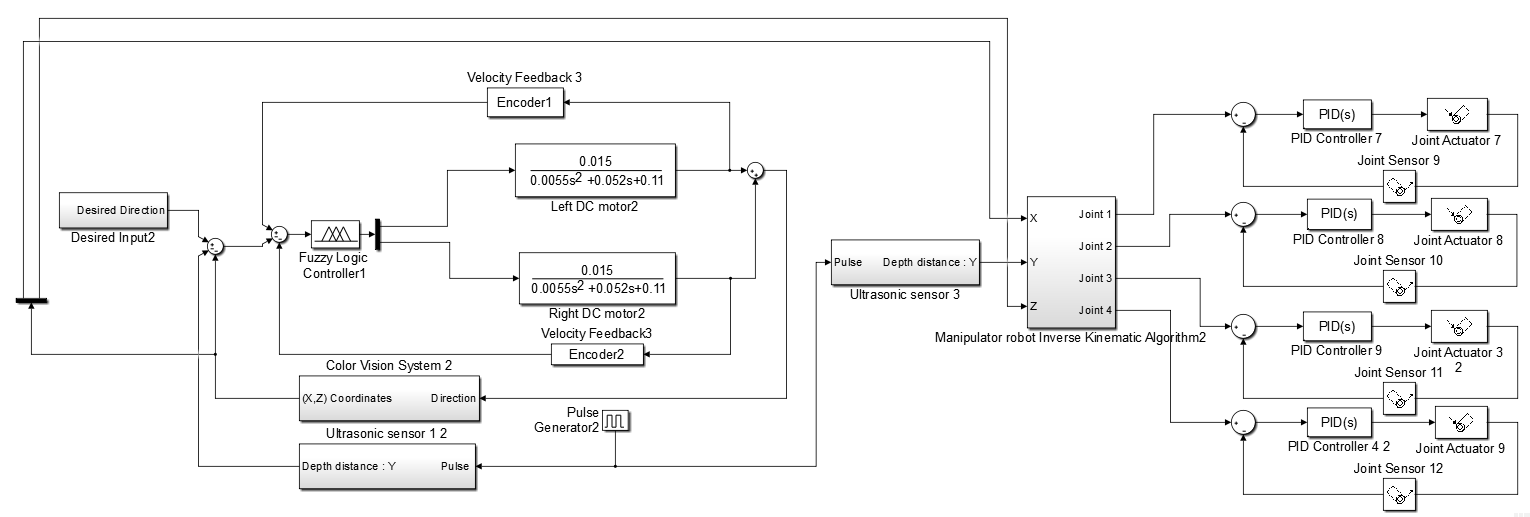 Velocity Feedback 3
Encoder1
0.015
0.0055s2 +0.052s+0.11
Left DC motor2
Desired Direction
Desired Input2
Fuzzy Logic
Controller1
0.015
0.0055s2 +0.052s+0.11
Right DC motor2
Velocity Feedback3
Encoder2
Color Vision System 2
(X,Z) Coordinates Direction
Ultrasonic sensor 1 2
Depth distance : Y Pulse
Pulse
Generator2
Pulse Depth distance : Y
Ultrasonic sensor 3
X
Y
Z
Joint 1
Joint 2
Joint 3
Joint 4
Manipulator robot Inverse Kinematic Algorithm2
PID(s)
PID Controller 7
Joint Actuator 7
Joint Sensor 9
PID(s)
PID Controller 8
Joint Actuator 8
Joint Sensor 10
PID(s)
PID Controller 9
Joint Actuator 3
2
Joint Sensor 11
PID(s)
PID Controller 4 2
Joint Actuator 9
Joint Sensor 12